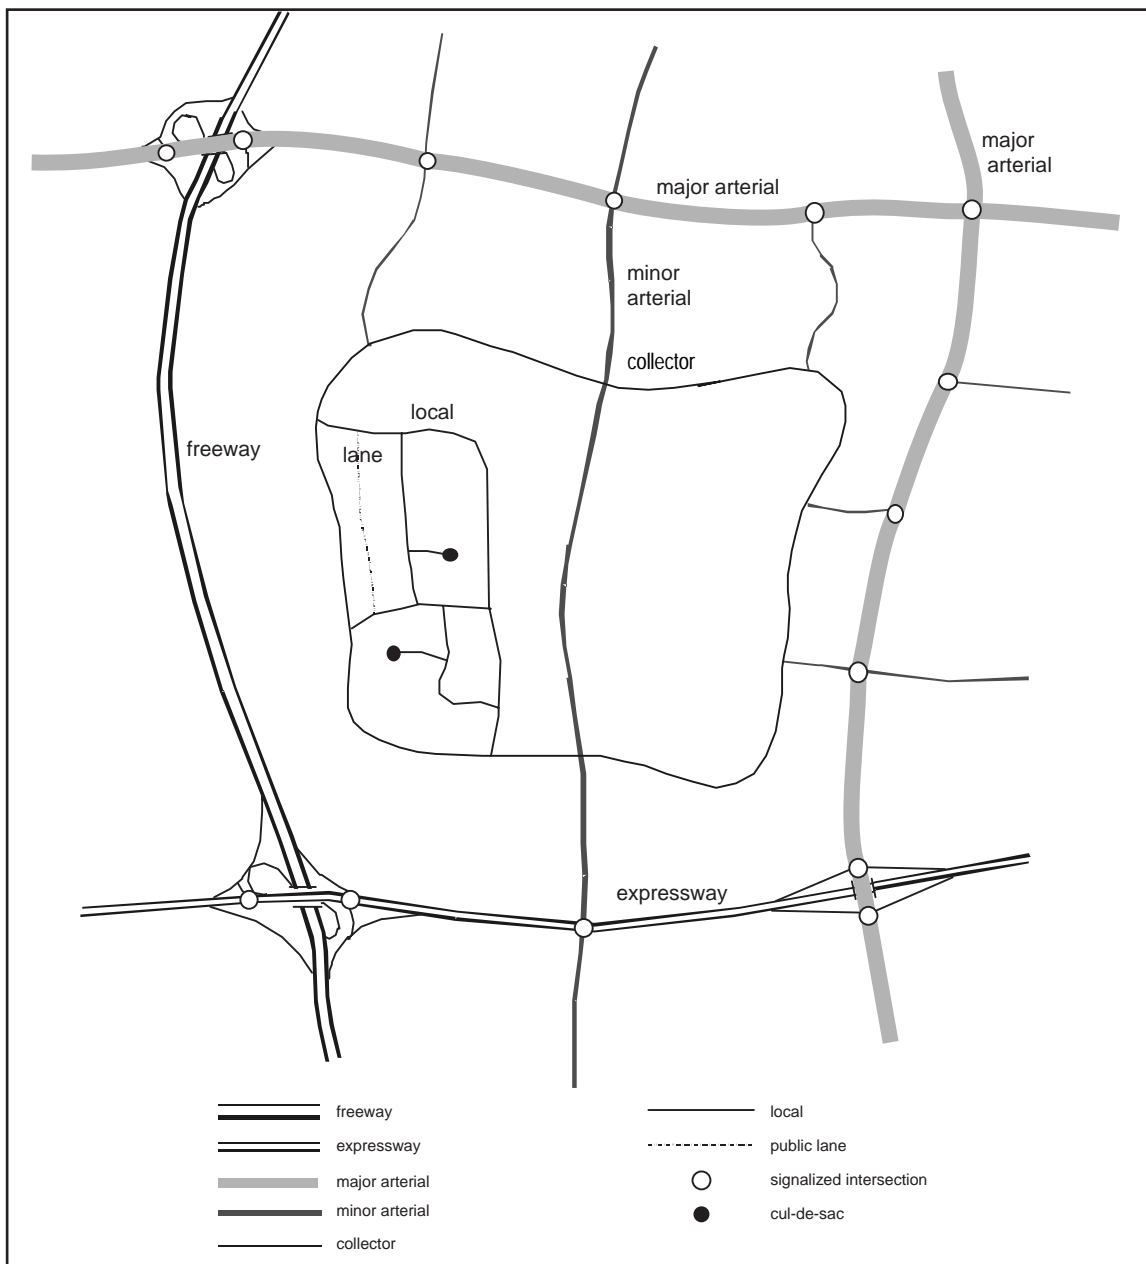 major
arterial
major arterial
minor
arterial
collector
local
freeway
lane
expressway
freeway
expressway
major arterial
minor arterial
collector
local
public lane
signalized intersection
cul-de-sac